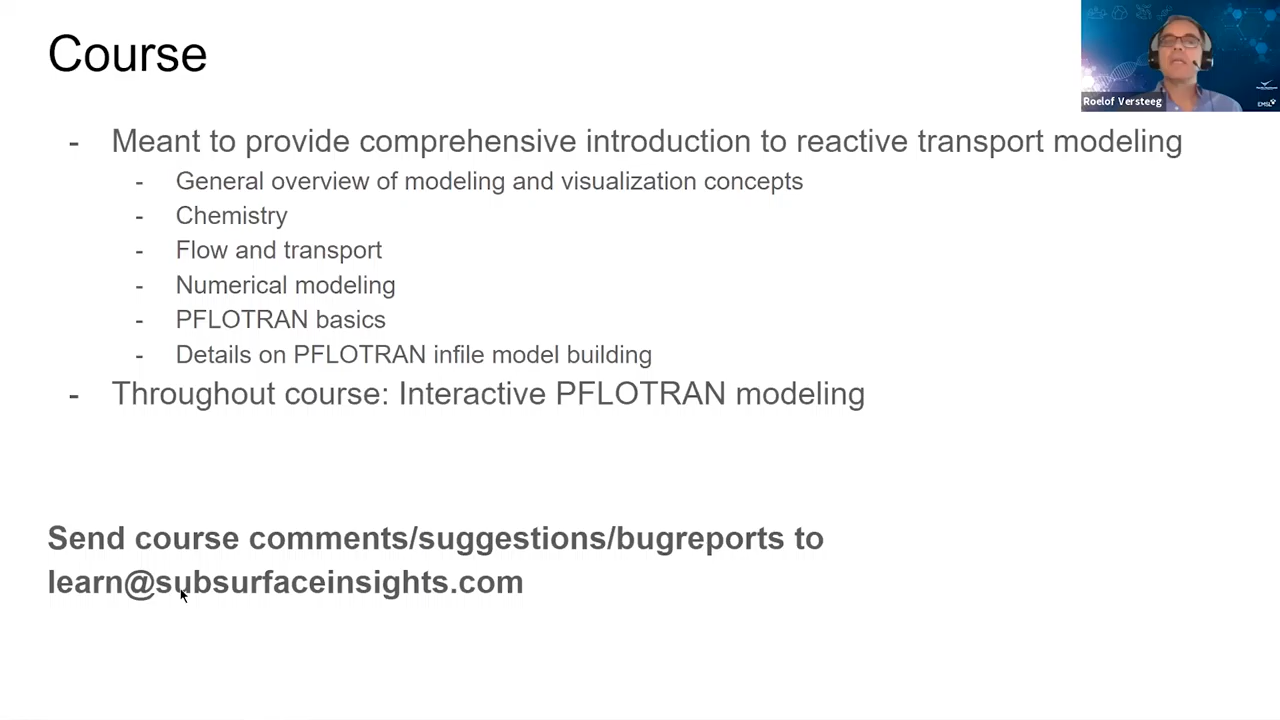 Course
- Meant to provide comprehensive introduction to reactive transport modeling
- General overview of modeling and visualization concepts
- Chemistry
- Flow and transport
- Numerical modeling
- PFLOTRAN basics
- Details on PFLOTRAN infile model building
- Throughout course: Interactive PFLOTRAN modeling
Send course comments/suggestions/bugreports to
learn@subsurfaceinsights.com
Roelof Versteeg
EMSL